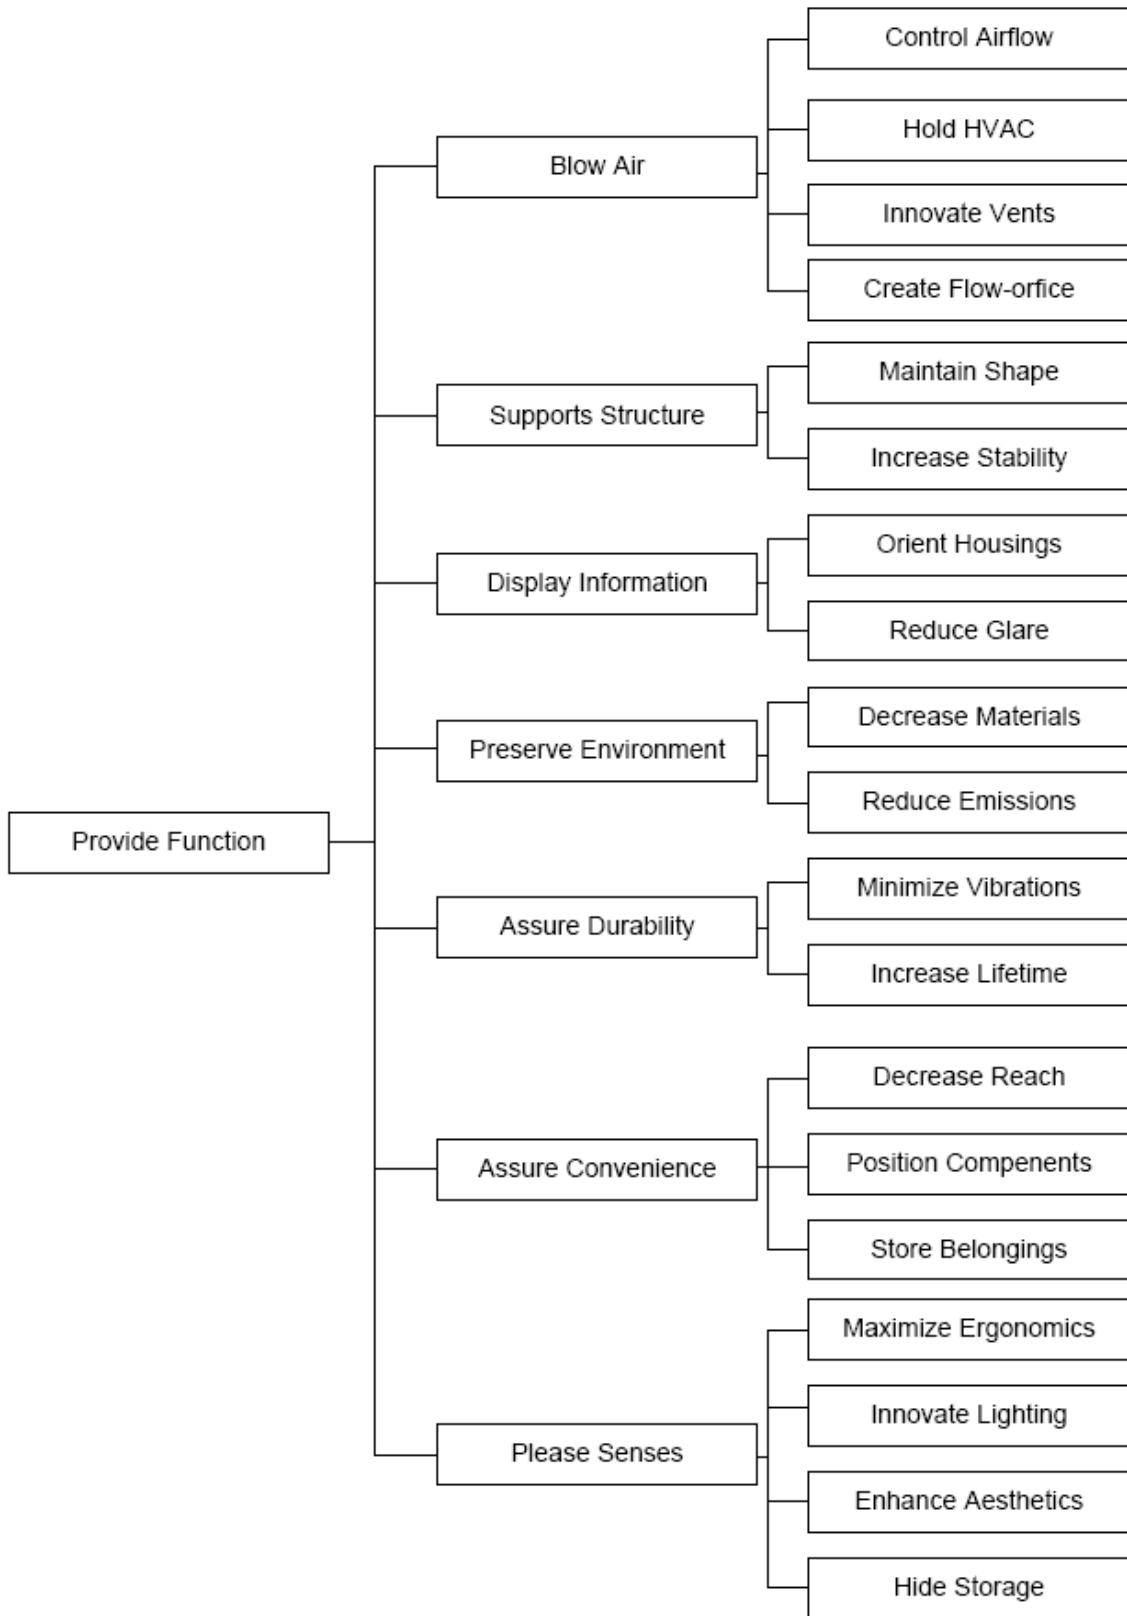 Control Airflow
Hold HVAC
Blow Air
Innovate Vents
Create Flow-orfice
Maintain Shape
Supports Structure
Increase Stability
Orient Housings
Display Information
Reduce Glare
Decrease Materials
Preserve Environment
Reduce Emissions
Provide Function
Minimize Vibrations
Assure Durability
Increase Lifetime
Decrease Reach
Assure Convenience
Position Compenents
Store Belongings
Maximize Ergonomics
Innovate Lighting
Please Senses
Enhance Aesthetics
Hide Storage